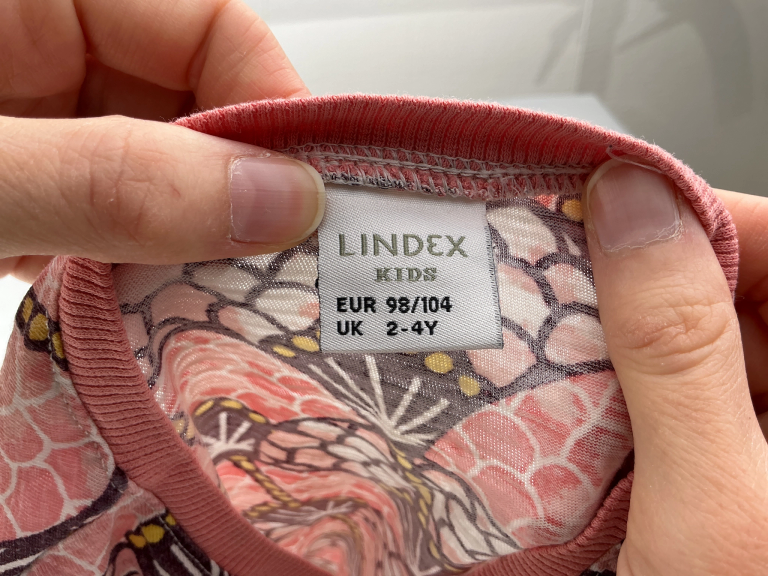 LINDEX
KIDS
EUR 98/104
UK 2-4Y